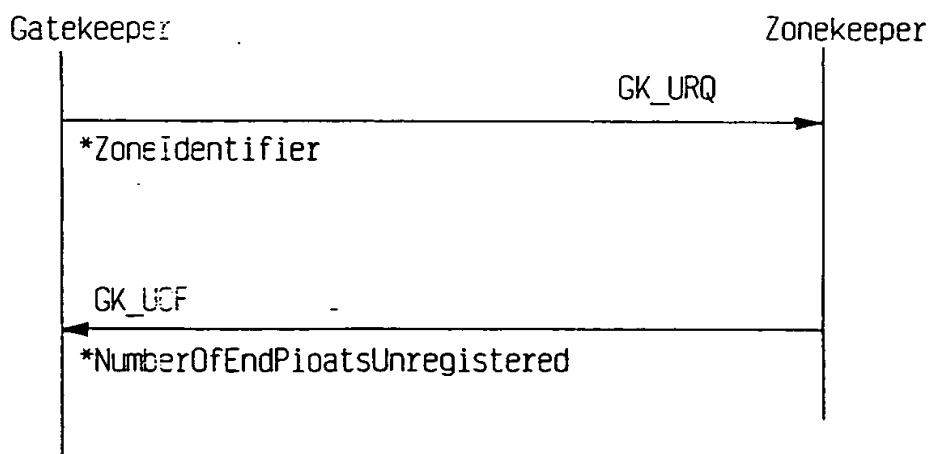 Gatekeeper
Zonekeeper
GK_URQ
*ZoneIdentifier
GK_UCF
*NumberOfEndPioatsUnregistered